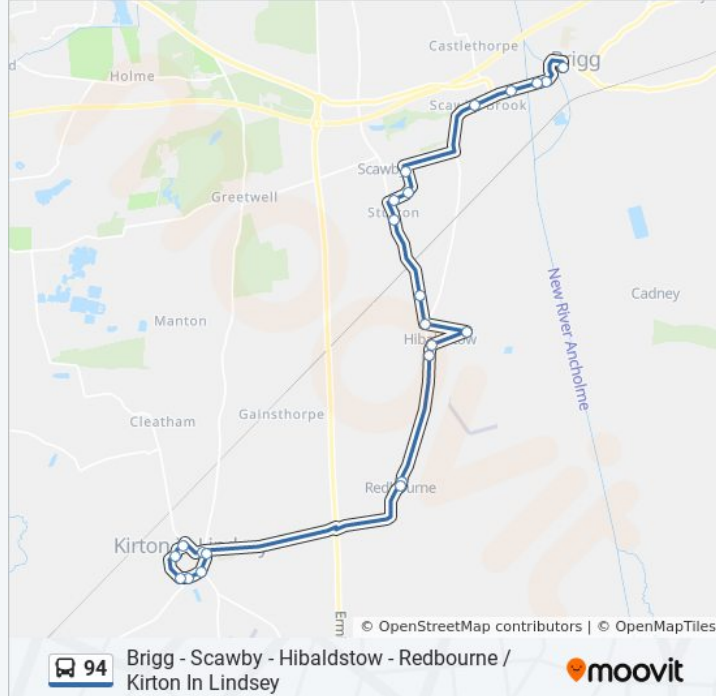 Castlethorpe
Brigg
Holme
Scawby Brook
Scawby
Greetwell
Sturton
New River Ancholme
Cadney
Manton
Hibaldstow
Gainsthorpe
Cleatham
Redbourne
Kirton In Lindsey
Ermi
© OpenStreetMap contributors | © OpenMapTiles
94
Brigg - Scawby - Hibaldstow - Redbourne /
Kirton In Lindsey
moovit